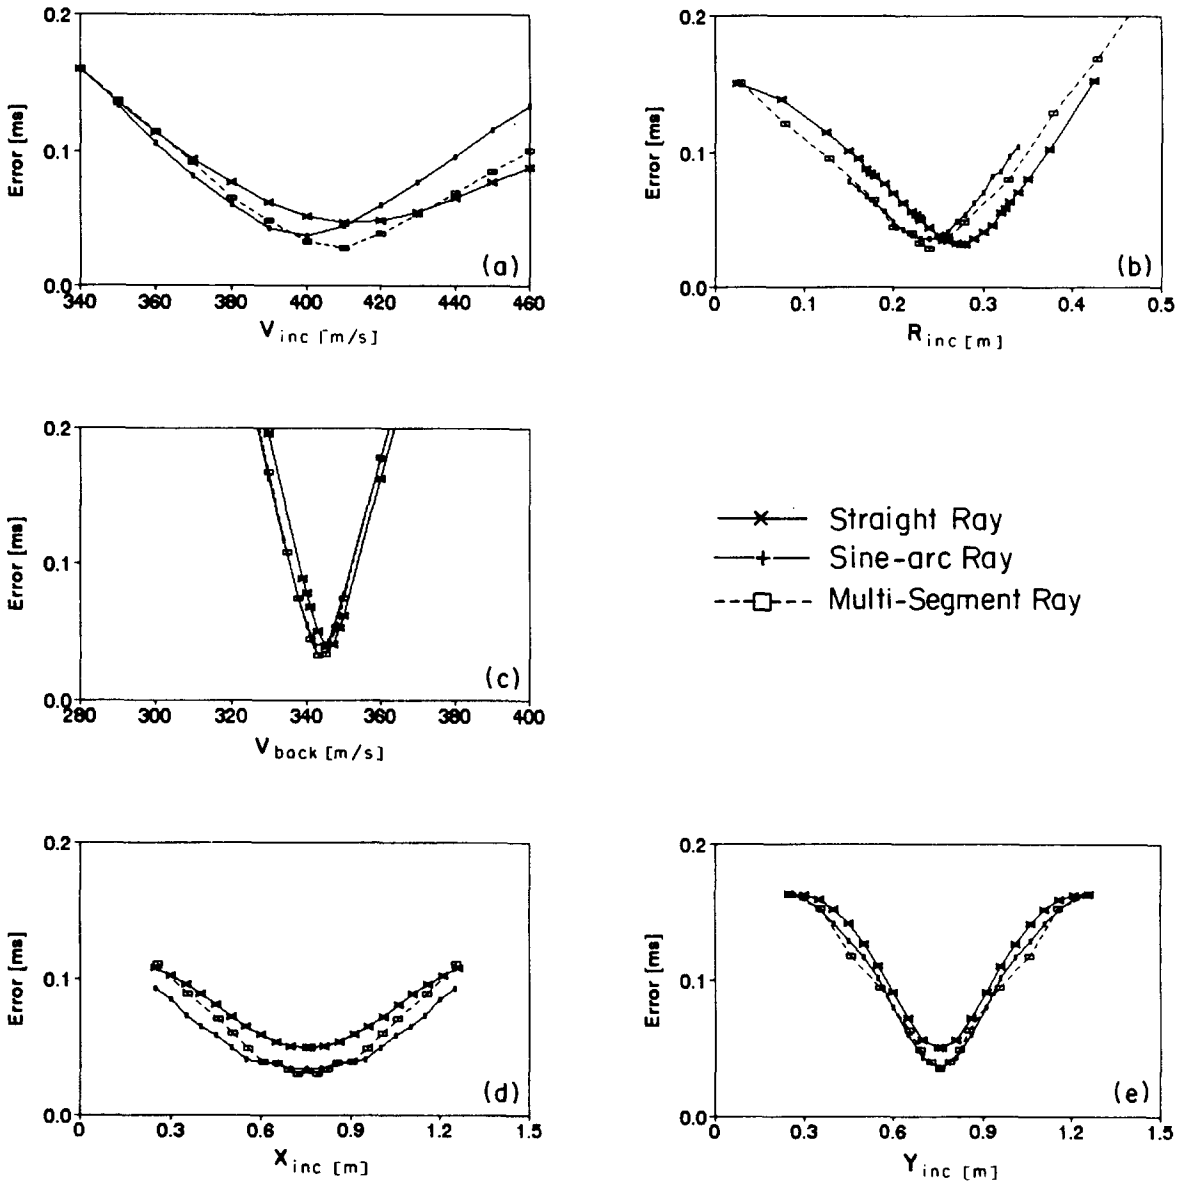 0.2
0.1
0.0
Error [ms]
340 360 380 400 420 440 460
V inc [m/s]
(a)
0.2
0.1
0.0
Error [ms]
0 0.1 0.2 0.3 0.4 0.5
R inc [m]
(b)
0.2
0.1
0.0
Error [ms]
280 300 320 340 360 380 400
V back [m/s]
(c)
Straight Ray
Sine-arc Ray
Multi-Segment Ray
0.2
0.1
0.0
Error [ms]
0 0.3 0.6 0.9 1.2 1.5
X inc [m]
(d)
0.2
0.1
0.0
Error [ms]
0 0.3 0.6 0.9 1.2 1.5
Y inc [m]
(e)